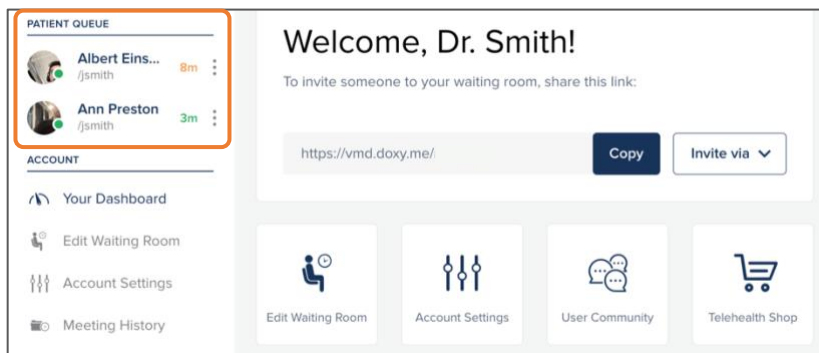 PATIENT QUEUE
Albert Eins...
/jsmith
8m
Ann Preston
/jsmith
3m
ACCOUNT
Your Dashboard
Edit Waiting Room
Account Settings
Meeting History
Welcome, Dr. Smith!
To invite someone to your waiting room, share this link:
https://vmd.doxy.me/
Copy
Invite via
Edit Waiting Room
Account Settings
User Community
Telehealth Shop